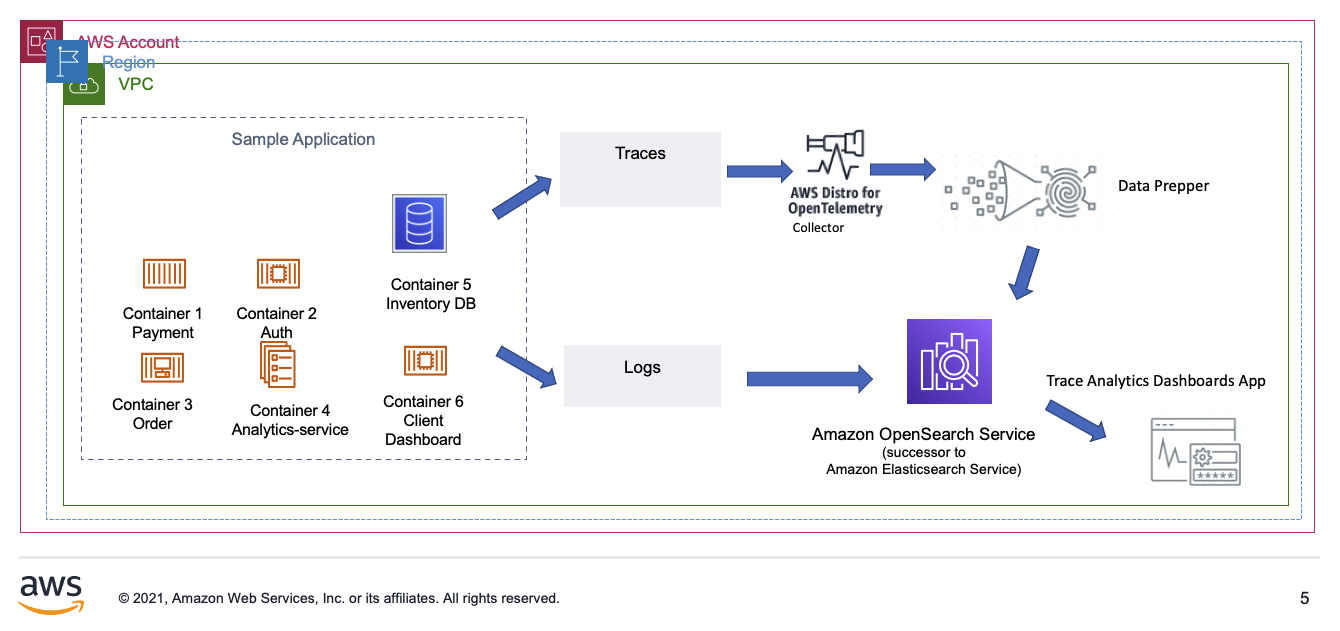 AWS Account
Region
VPC
Sample Application
Container 5
Inventory DB
Container 1
Payment
Container 2
Auth
Container 3
Order
Container 4
Analytics-service
Container 6
Client
Dashboard
Traces
AWS Distro for
OpenTelemetry
Collector
Data Prepper
Logs
Amazon OpenSearch Service
(successor to
Amazon Elasticsearch Service)
Trace Analytics Dashboards App
*****
aws
© 2021, Amazon Web Services, Inc. or its affiliates. All rights reserved.
5